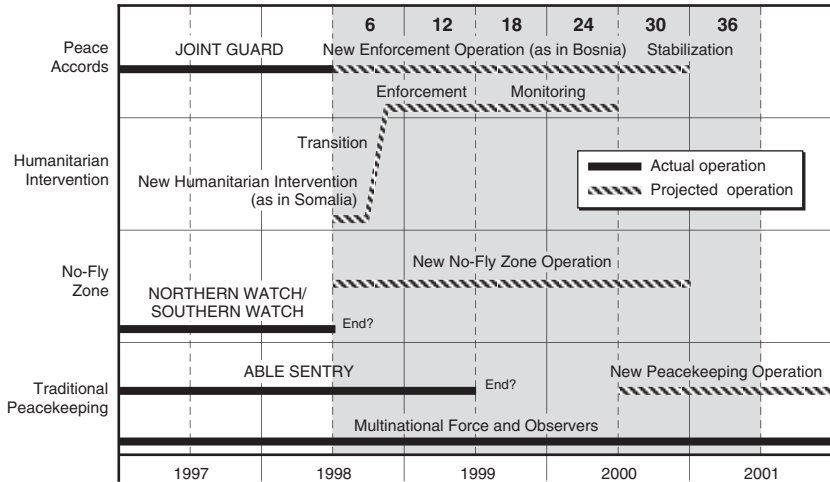 6 12 18 24 30 36
Peace
Accords
JOINT GUARD
New Enforcement Operation (as in Bosnia)
Stabilization
Enforcement
Monitoring
Transition
Humanitarian
Intervention
New Humanitarian Intervention
(as in Somalia)
Actual operation
Projected operation
No-Fly
Zone
New No-Fly Zone Operation
NORTHERN WATCH/
SOUTHERN WATCH
End?
Traditional
Peacekeeping
ABLE SENTRY
End?
New Peacekeeping Operation
Multinational Force and Observers
1997 1998 1999 2000 2001